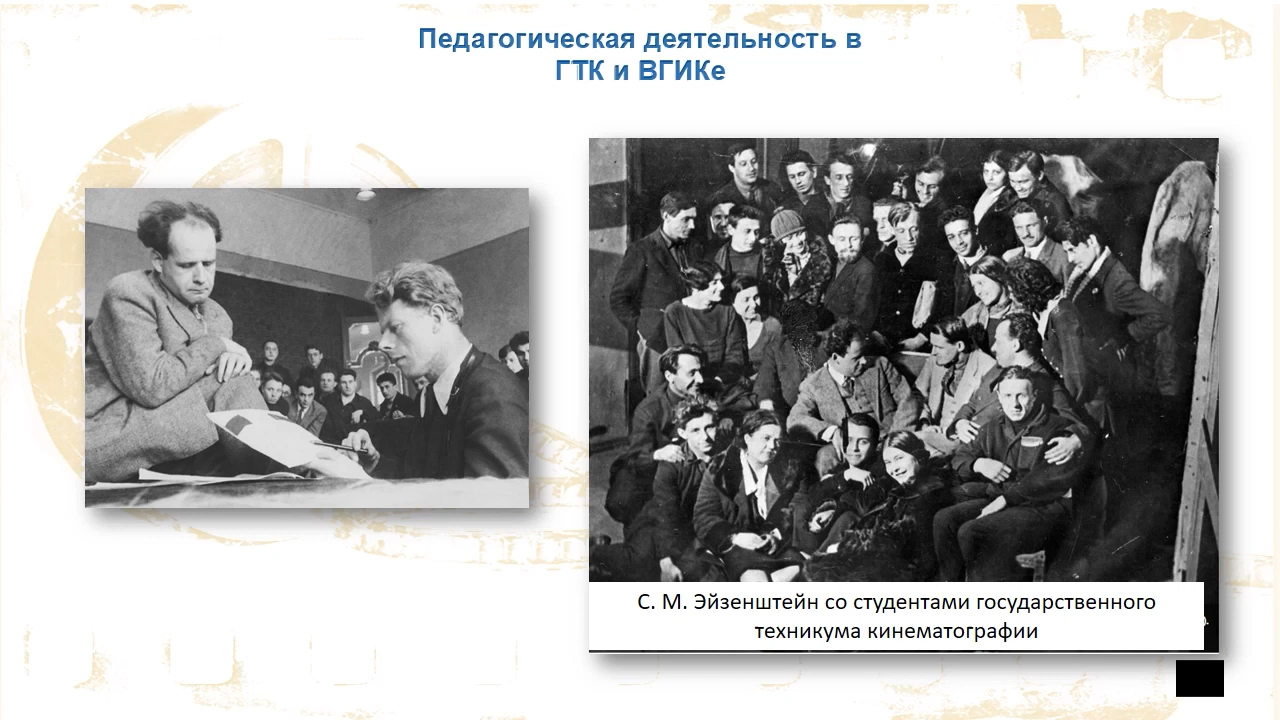 Педагогическая деятельность в
ГТК и ВГИКе
С. М. Эйзенштейн со студентами государственного
техникума кинематографии